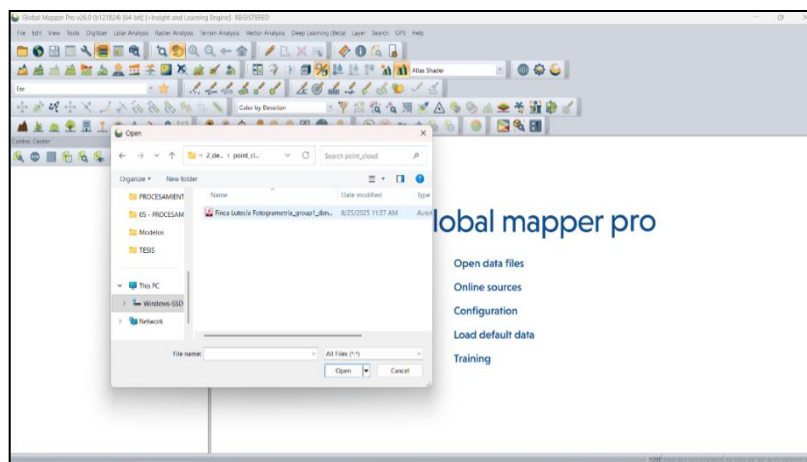 Global Mapper Pro v26.0 (b121824) [64-bit] [+Insight and Learning Engine]- REGISTERED
File Edit View Tools Digitizer Lidar Analysis Raster Analysis Terrain Analysis Vector Analysis Deep Learning (Beta) Layer Search GPS Help
Atlas Shader
Color by Elevation
Control Center
Open
2_de... › point_cl...
Search point_cloud
Organize
New folder
Name
Date modified
Type
PROCESAMIENT
05 - PROCESAM
Modelos
TESIS
This PC
Windows-SSD
Network
Finca Lutecia Fotogrametria_group1_den...
8/25/2025 11:57 AM
File name:
All Files (*.*)
Open
Cancel
lobal mapper pro
Open data files
Online sources
Configuration
Load default data
Training